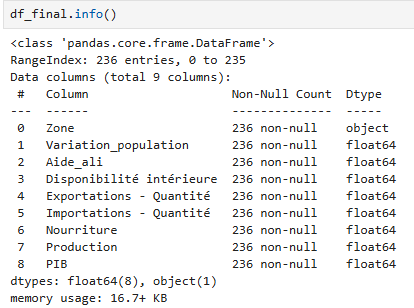 df_final.info()
<class 'pandas.core.frame.DataFrame'>
RangeIndex: 236 entries, 0 to 235
Data columns (total 9 columns):
 #   Column                   Non-Null Count  Dtype
---  ------                   --------------  -----
 0   Zone                     236 non-null    object
 1   Variation_population     236 non-null    float64
 2   Aide_ali                 236 non-null    float64
 3   Disponibilité intérieure  236 non-null    float64
 4   Exportations - Quantité  236 non-null    float64
 5   Importations - Quantité  236 non-null    float64
 6   Nourriture               236 non-null    float64
 7   Production               236 non-null    float64
 8   PIB                      236 non-null    float64
dtypes: float64(8), object(1)
memory usage: 16.7+ KB